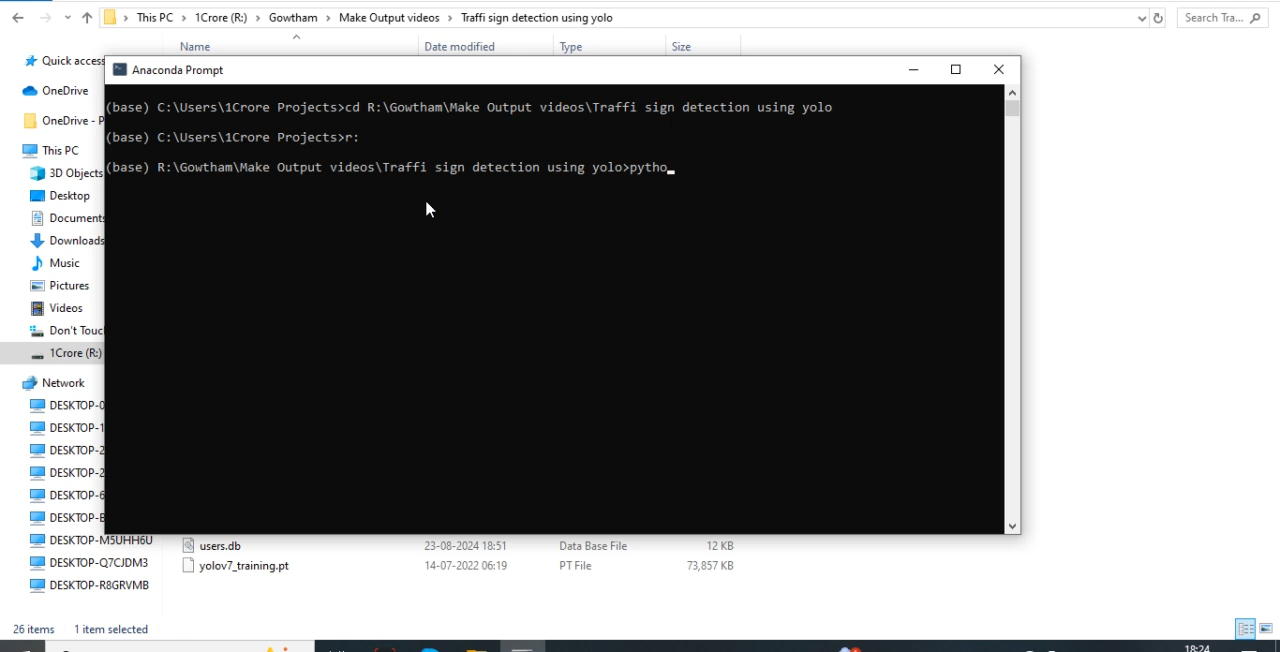 This PC > 1Crore (R:) > Gowtham > Make Output videos > Traffi sign detection using yolo
Search Tra...
Name Date modified Type Size
Quick access
OneDrive
OneDrive - P
This PC
3D Objects
Desktop
Documents
Downloads
Music
Pictures
Videos
Don't Touc
1Crore (R:)
Network
DESKTOP-0
DESKTOP-1
DESKTOP-2
DESKTOP-2
DESKTOP-6
DESKTOP-E
DESKTOP-M5UHH6U
DESKTOP-Q7CJDM3
DESKTOP-R8GRVMB
Anaconda Prompt
(base) C:\Users\1Crore Projects>cd R:\Gowtham\Make Output videos\Traffi sign detection using yolo
(base) C:\Users\1Crore Projects>r:
(base) R:\Gowtham\Make Output videos\Traffi sign detection using yolo>pytho
users.db 23-08-2024 18:51 Data Base File 12 KB
yolov7_training.pt 14-07-2022 06:19 PT File 73,857 KB
26 items 1 item selected
18:24